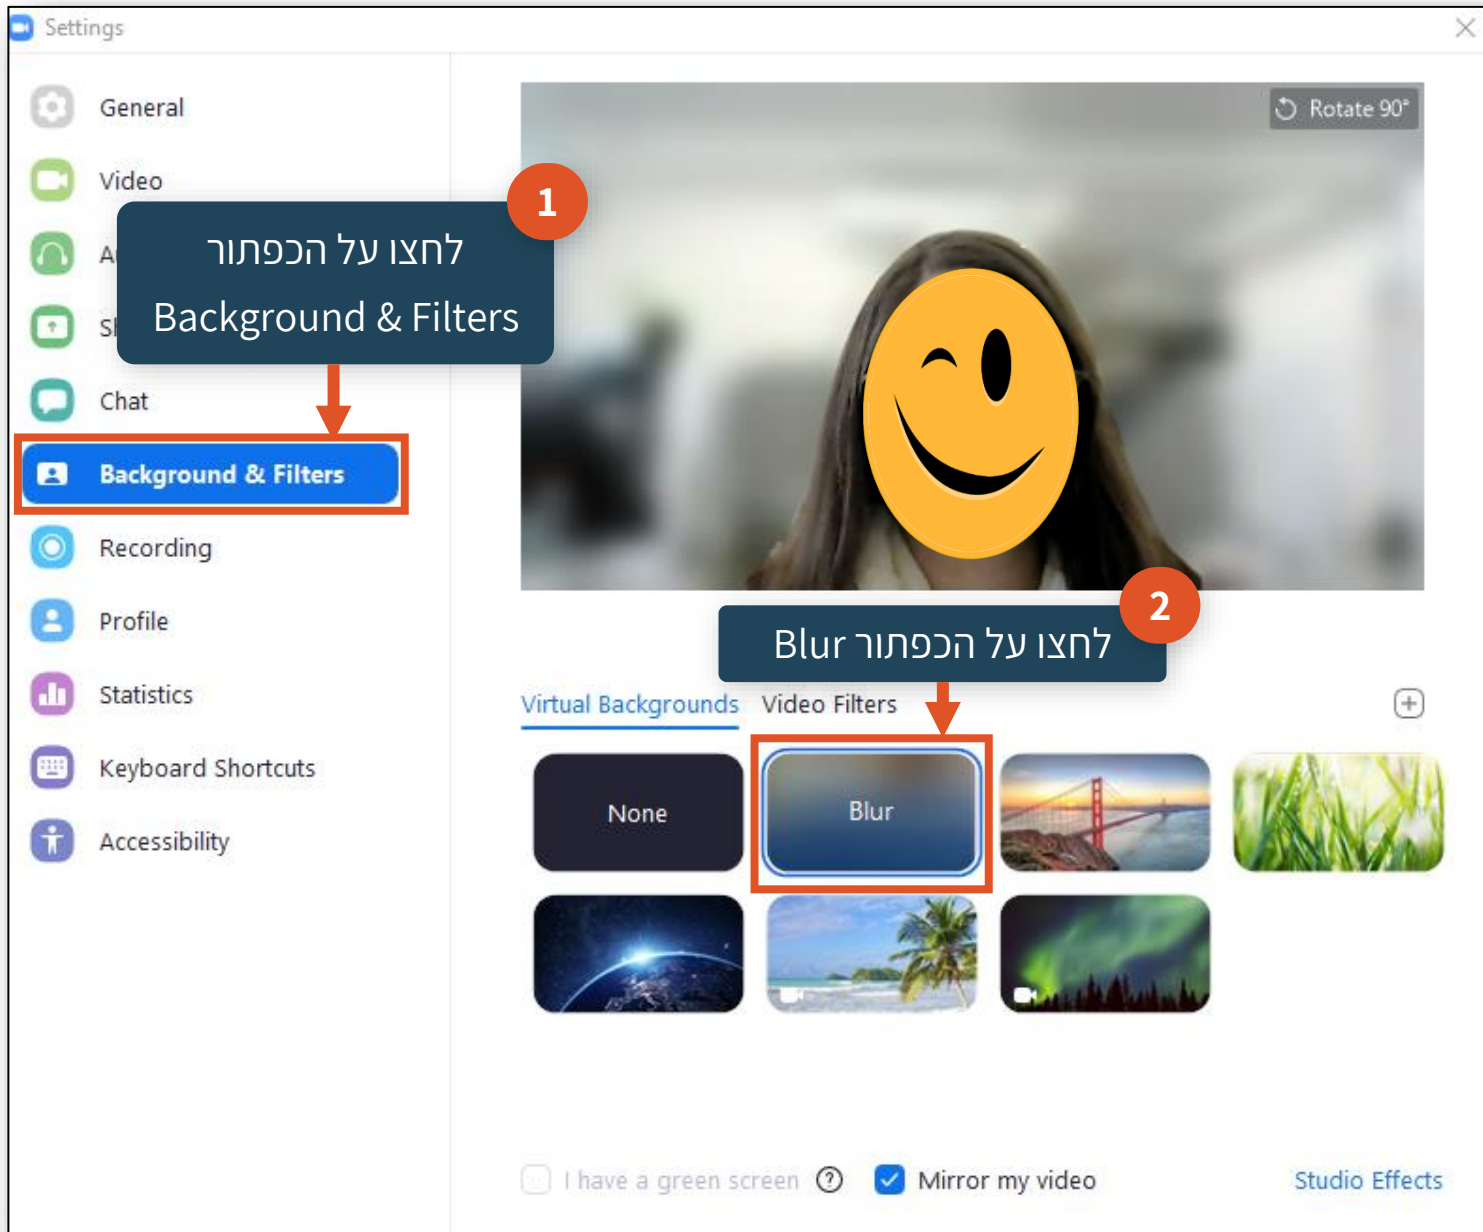 Settings
General
Video
1
לחצו על הכפתור
Background & Filters
Chat
Background & Filters
Recording
Profile
Statistics
Keyboard Shortcuts
Accessibility
Rotate 90°
2
לחצו על הכפתור Blur
Virtual Backgrounds Video Filters
None
Blur
I have a green screen
Mirror my video
Studio Effects